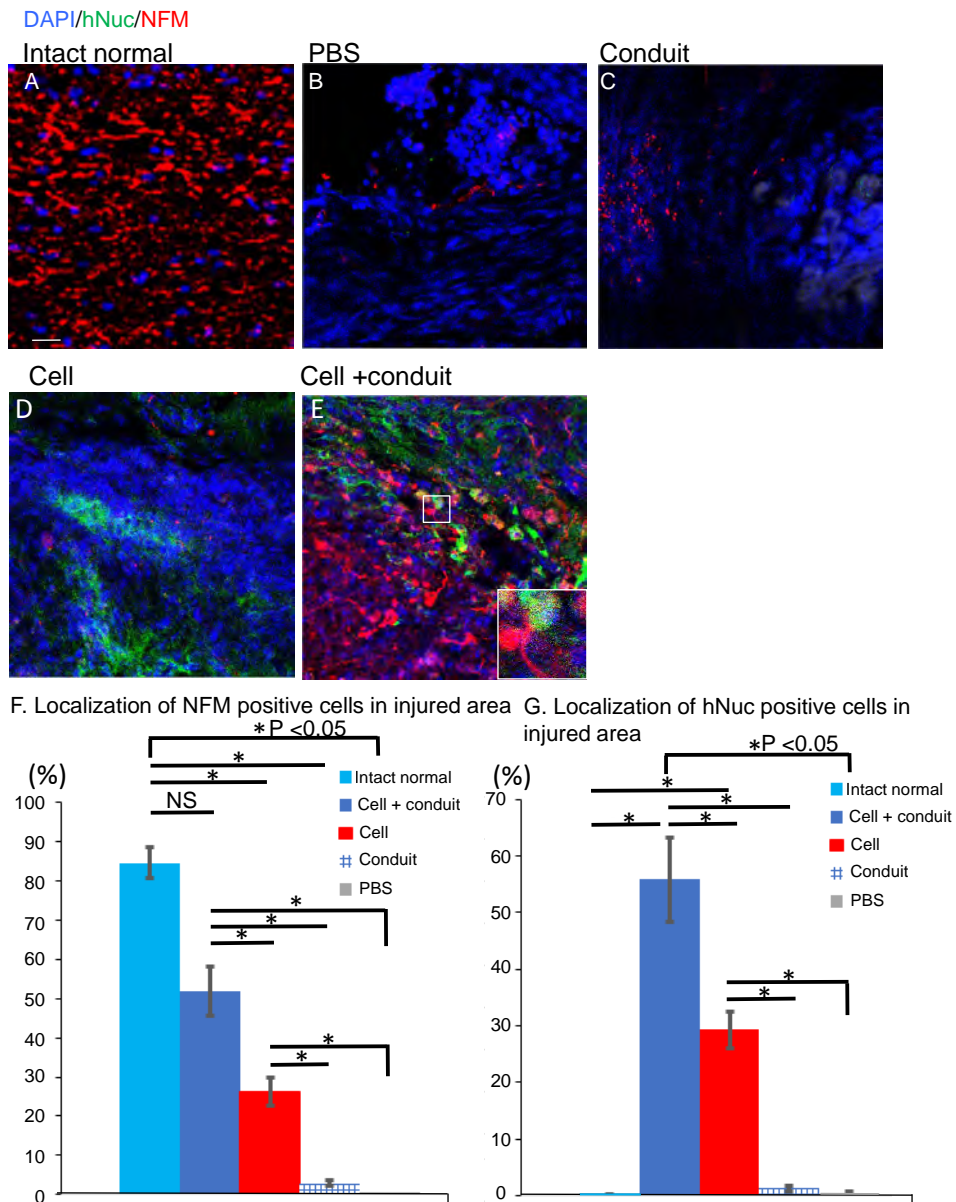 DAPI/hNuc/NFM
Intact normal
PBS
Conduit
A
B
C
Cell
Cell +conduit
D
E
F. Localization of NFM positive cells in injured area
*P <0.05
(%)
*
*
NS
*
*
*
*
*
Intact normal
Cell + conduit
Cell
Conduit
PBS
100
90
80
70
60
50
40
30
20
10
0
G. Localization of hNuc positive cells in
injured area
*P <0.05
(%)
*
*
*
*
*
*
Intact normal
Cell + conduit
Cell
Conduit
PBS
70
60
50
40
30
20
10
0